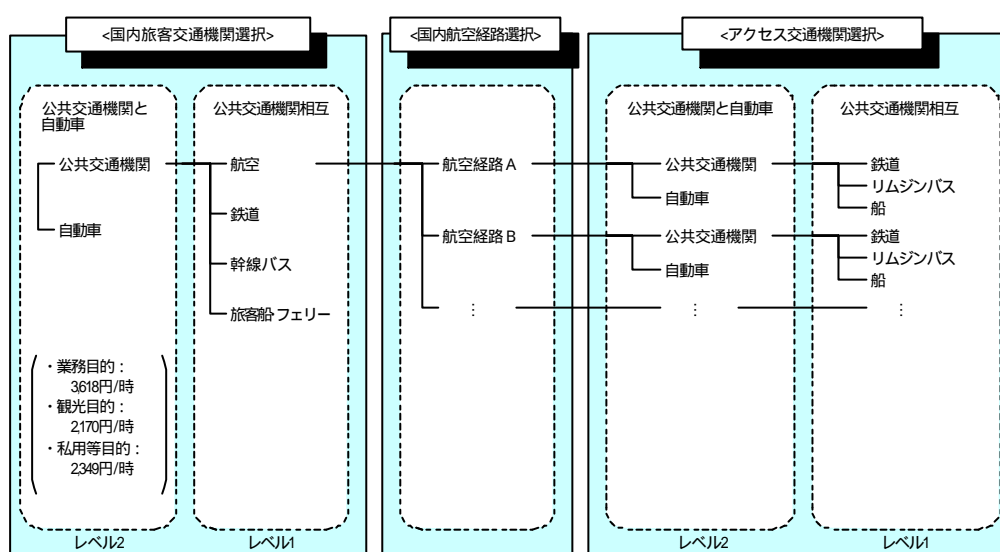 <国内旅客交通機関選択>
公共交通機関と
自動車
公共交通機関
自動車
・業務目的：
3,618円/時
・観光目的：
2,170円/時
・私用等目的：
2,349円/時
レベル2
公共交通機関相互
航空
鉄道
幹線バス
旅客船・フェリー
レベル1
<国内航空経路選択>
航空経路A
航空経路B
⋮
<アクセス交通機関選択>
公共交通機関と自動車
公共交通機関
自動車
公共交通機関
自動車
⋮
レベル2
公共交通機関相互
鉄道
リムジンバス
船
鉄道
リムジンバス
船
⋮
レベル1